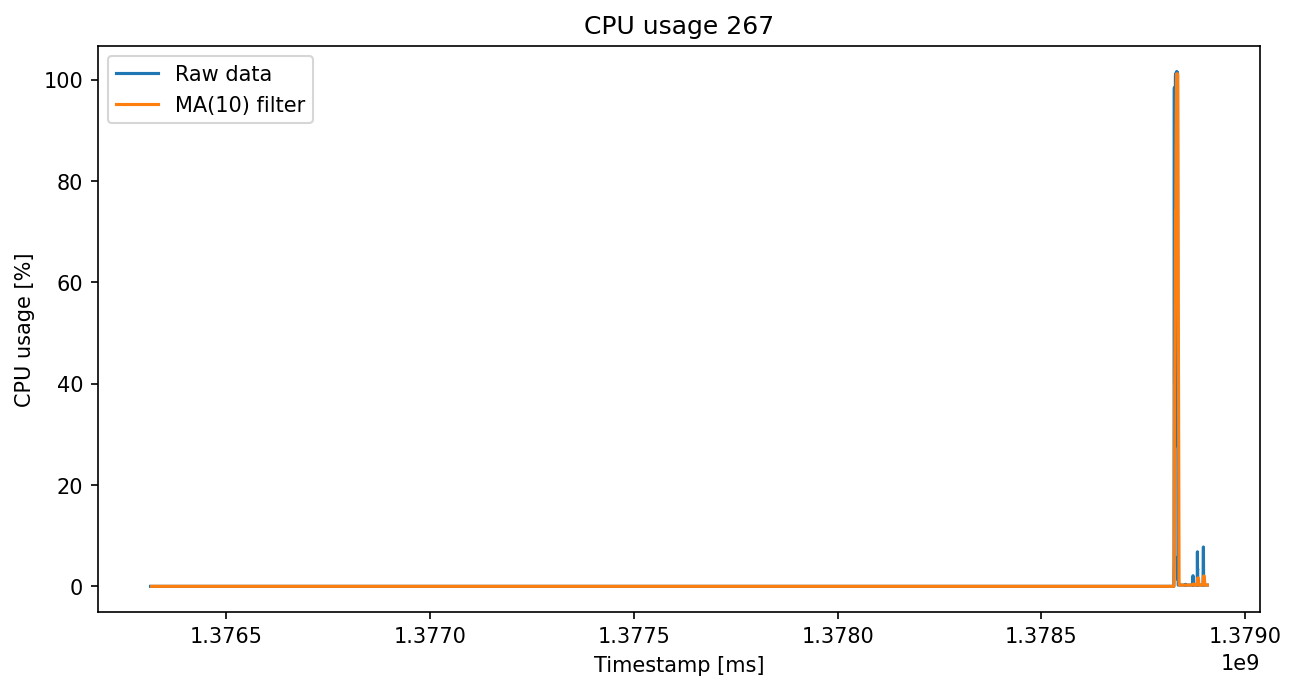 CPU usage 267
Raw data
MA(10) filter
100
80
60
40
20
0
CPU usage [%]
1.3765 1.3770 1.3775 1.3780 1.3785 1.3790
1e9
Timestamp [ms]